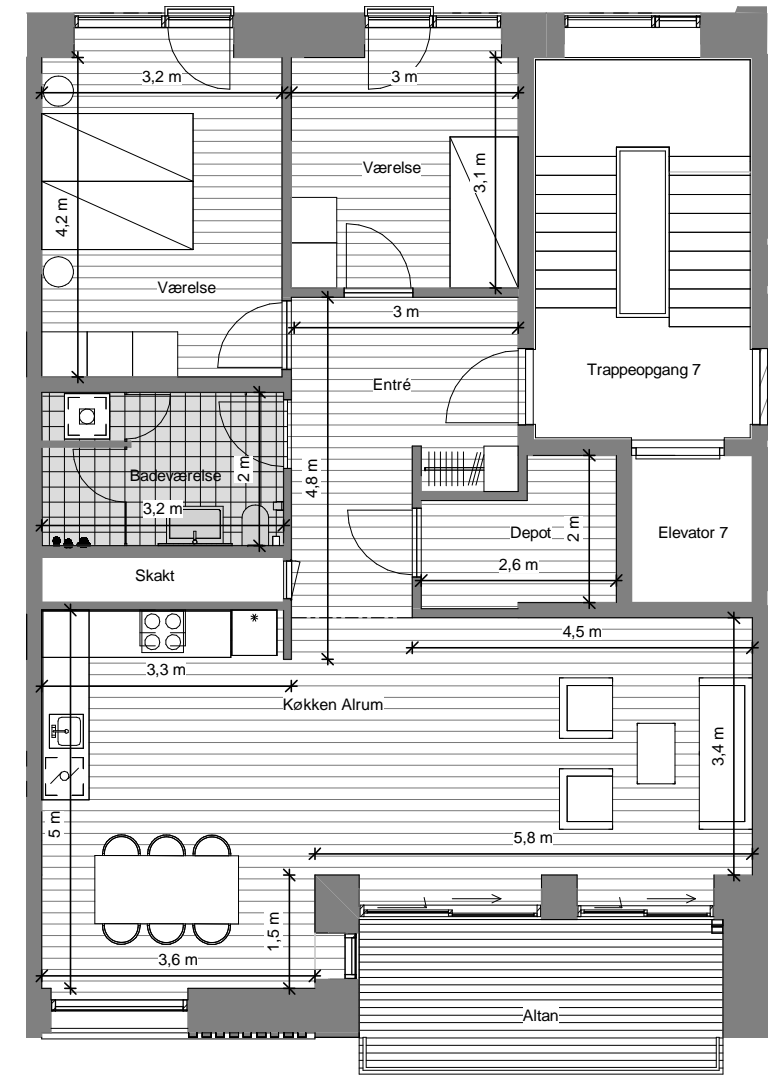 3,2 m
3 m
Værelse
3,1 m
4,2 m
Værelse
3 m
Trappeopgang 7
Entré
Badeværelse
2 m
4,8 m
3,2 m
Depot
2 m
Elevator 7
2,6 m
Skakt
*
4,5 m
3,3 m
Køkken Alrum
3,4 m
5 m
5,8 m
1,5 m
3,6 m
Altan